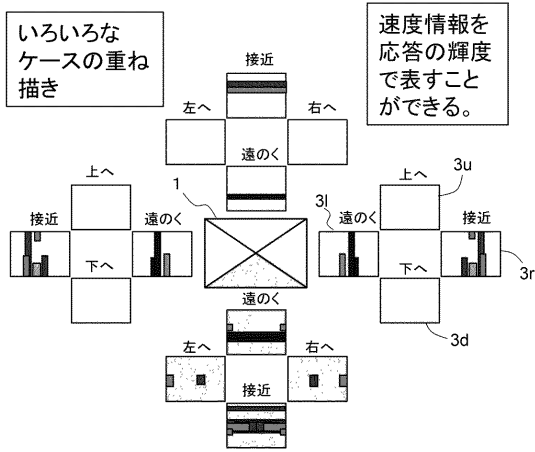 いろいろな
ケースの重ね
描き
速度情報を
応答の輝度
で表すこと
ができる。
接近
左へ
右へ
遠のく
上へ
1
上へ
3u
接近
遠のく
3l
遠のく
接近
下へ
下へ
3r
3d
遠のく
左へ
右へ
接近